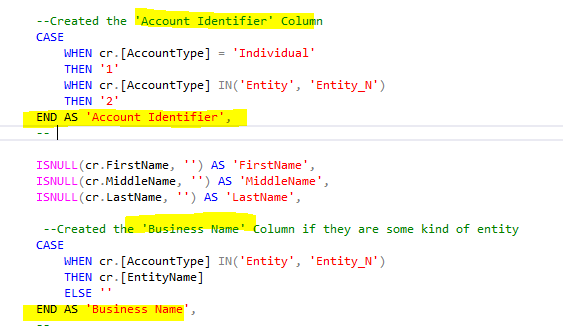 --Created the 'Account Identifier' Column
CASE
WHEN cr.[AccountType] = 'Individual'
THEN '1'
WHEN cr.[AccountType] IN('Entity', 'Entity_N')
THEN '2'
END AS 'Account Identifier',
--
ISNULL(cr.FirstName, '') AS 'FirstName',
ISNULL(cr.MiddleName, '') AS 'MiddleName',
ISNULL(cr.LastName, '') AS 'LastName',
--Created the 'Business Name' Column if they are some kind of entity
CASE
WHEN cr.[AccountType] IN('Entity', 'Entity_N')
THEN cr.[EntityName]
ELSE ''
END AS 'Business Name',
--